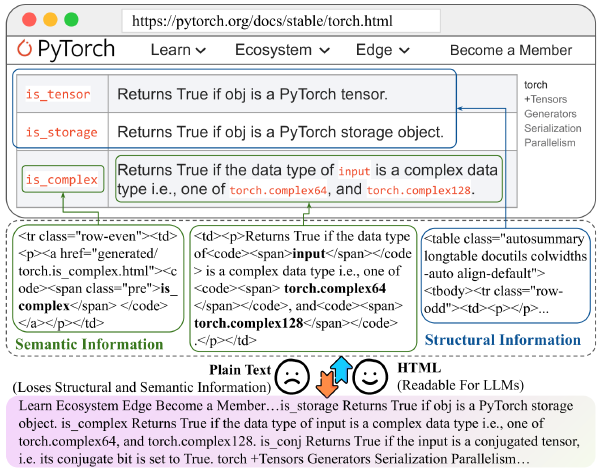 https://pytorch.org/docs/stable/torch.html
PyTorch Learn Ecosystem Edge Become a Member
is_tensor Returns True if obj is a PyTorch tensor.
is_storage Returns True if obj is a PyTorch storage object.
is_complex
Returns True if the data type of input is a complex data
type i.e., one of torch.complex64, and torch.complex128.
torch
+Tensors
Generators
Serialization
Parallelism
<tr class="row-even"><td>
<p><a href="generated/
torch.is_complex.html"><c
ode><span class="pre">is_
complex</span> </code>
</a></p></td>
Semantic Information
<td><p>Returns True if the data type
of<code><span>input</span></code
> is a complex data type i.e., one of
<code><span> torch.complex64
</span></code>, and<code><span>
torch.complex128</span></code>
.</p></td>
<table class="autosummary
longtable docutils colwidths
-auto align-default">
<tbody><tr class="row-
odd"><td><p></p>...
Structural Information
Plain Text
(Loses Structural and Semantic Information)
HTML
(Readable For LLMs)
Learn Ecosystem Edge Become a Member…is_storage Returns True if obj is a PyTorch storage
object. is_complex Returns True if the data type of input is a complex data type i.e., one of
torch.complex64, and torch.complex128. is_conj Returns True if the input is a conjugated tensor,
i.e. its conjugate bit is set to True. torch +Tensors Generators Serialization Parallelism…